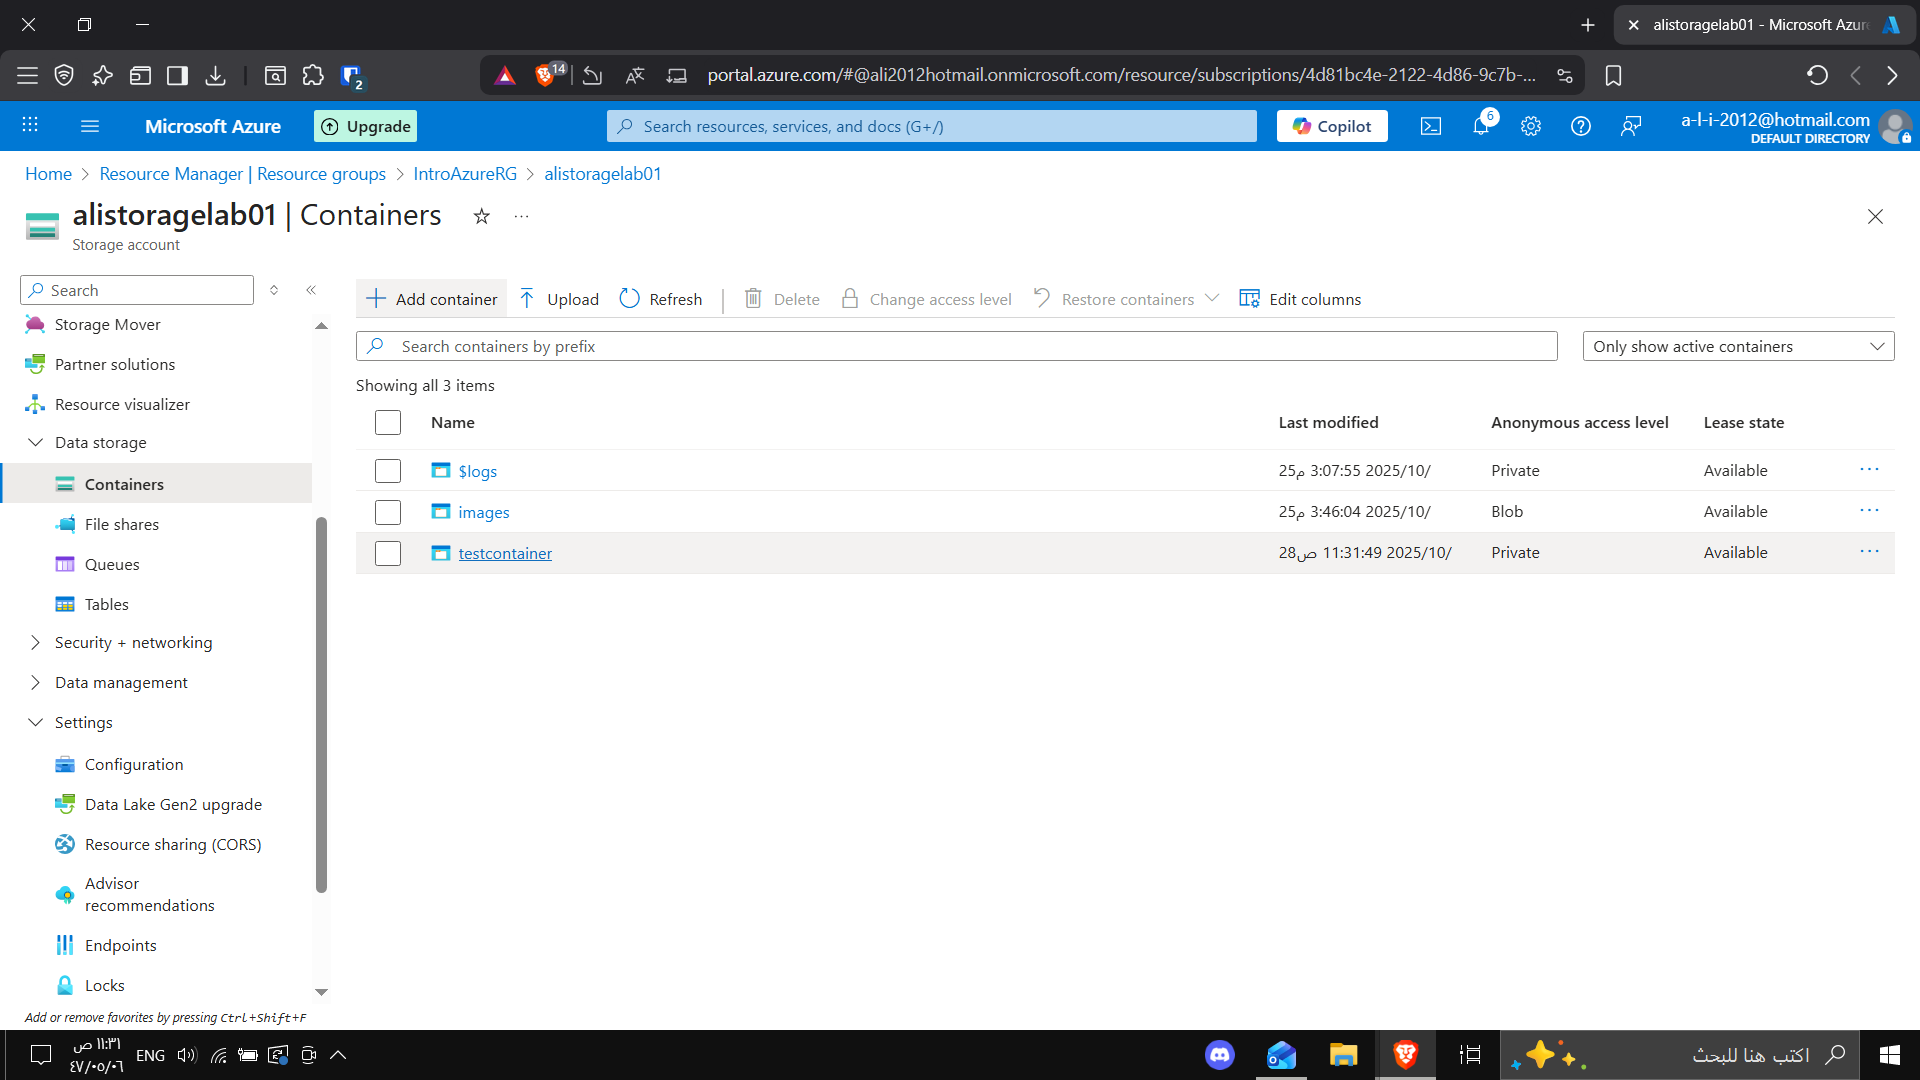 alistoragelab01 - Microsoft Azur
2
14
portal.azure.com/#@ali2012hotmail.onmicrosoft.com/resource/subscriptions/4d81bc4e-2122-4d86-9c7b-...
Microsoft Azure
Upgrade
Search resources, services, and docs (G+/)
Copilot
6
a-l-i-2012@hotmail.com
DEFAULT DIRECTORY
Home > Resource Manager | Resource groups > IntroAzureRG > alistoragelab01
alistoragelab01 | Containers
Storage account
Search
Storage Mover
Partner solutions
Resource visualizer
Data storage
Containers
File shares
Queues
Tables
Security + networking
Data management
Settings
Configuration
Data Lake Gen2 upgrade
Resource sharing (CORS)
Advisor
recommendations
Endpoints
Locks
Add or remove favorites by pressing Ctrl+Shift+F
Add container Upload Refresh Delete Change access level Restore containers Edit columns
Search containers by prefix
Only show active containers
Showing all 3 items
Name Last modified Anonymous access level Lease state
$logs 25‏/10‏/2025 3:07:55 م Private Available
images 25‏/10‏/2025 3:46:04 م Blob Available
testcontainer 28‏/10‏/2025 11:31:49 ص Private Available
١١:٣١ ص
٤٧/٠٥/٠٦
ENG
اكتب هنا للبحث